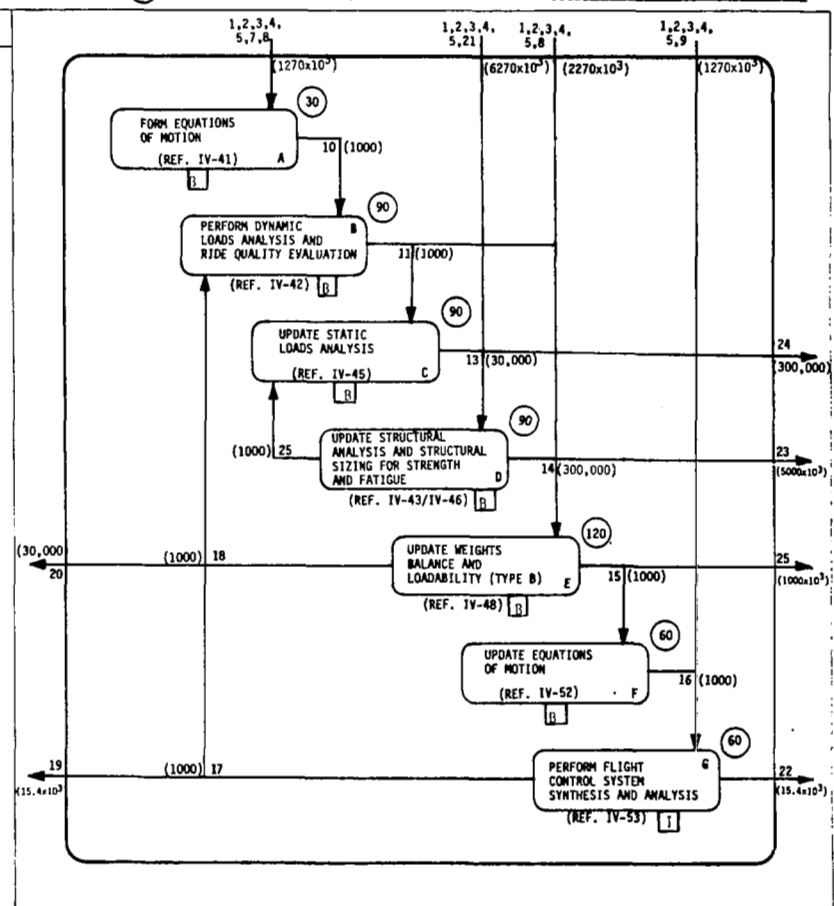 1,2,3,4,
5,7,8
1,2,3,4,
5,21
1,2,3,4,
5,8
1,2,3,4,
5,9
(1270x10³)
(6270x10³)
(2270x10³)
(1270x10³)
30
FORM EQUATIONS
OF MOTION
(REF. IV-41) A
B
10 (1000)
90
PERFORM DYNAMIC B
LOADS ANALYSIS AND
RIDE QUALITY EVALUATION
(REF. IV-42) B
11 (1000)
90
UPDATE STATIC
LOADS ANALYSIS
(REF. IV-45) C
B
13 (30,000)
24
(300,000)
90
UPDATE STRUCTURAL
ANALYSIS AND STRUCTURAL
SIZING FOR STRENGTH
AND FATIGUE D
(REF. IV-43/IV-46) B
(1000) 25
14 (300,000)
23
(5000x10³)
120
UPDATE WEIGHTS
BALANCE AND
LOADABILITY (TYPE B) E
(REF. IV-48) B
(30,000
20
(1000) 18
15 (1000)
25
(1000x10³)
60
UPDATE EQUATIONS
OF MOTION
(REF. IV-52) F
B
16 (1000)
60
PERFORM FLIGHT G
CONTROL SYSTEM
SYNTHESIS AND ANALYSIS
(REF. IV-53) I
19
(15.4x10³
(1000) 17
22
(15.4x10³)